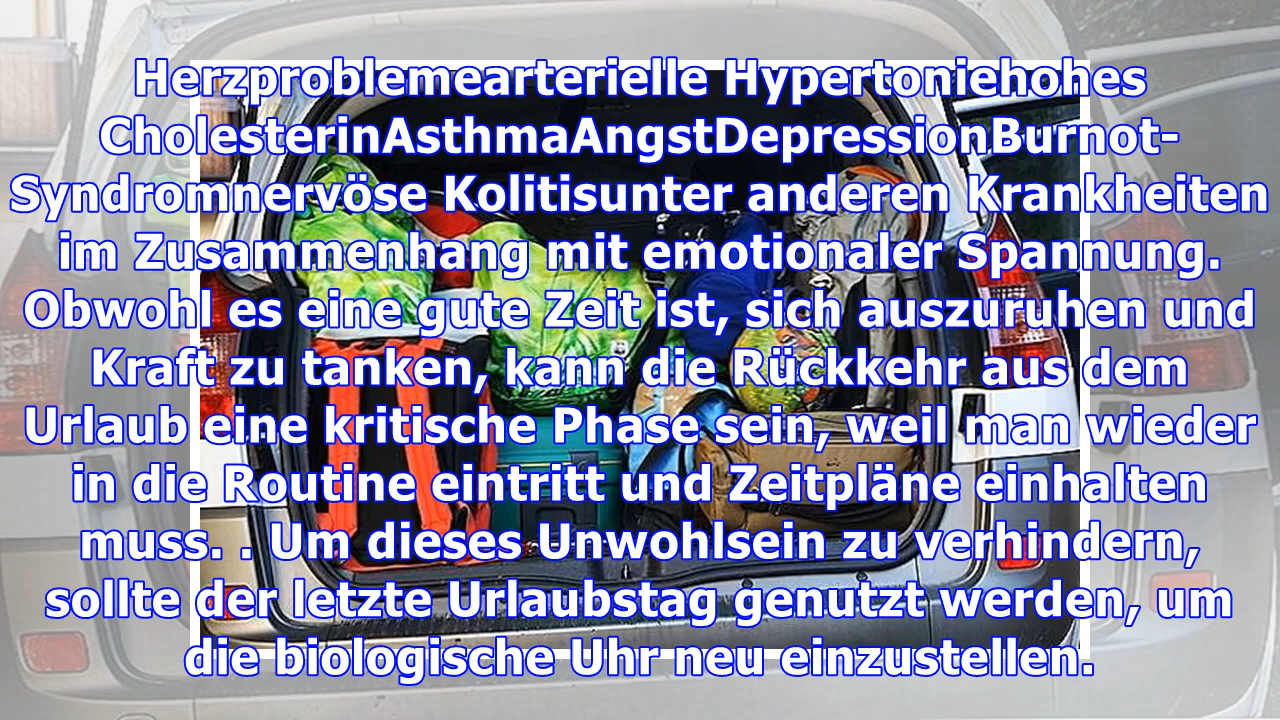 Herzproblemearterielle Hypertoniehohes
CholesterinAsthmaAngstDepressionBurnot-
Syndromnervöse Kolitisunter anderen Krankheiten
im Zusammenhang mit emotionaler Spannung.
Obwohl es eine gute Zeit ist, sich auszuruhen und
Kraft zu tanken, kann die Rückkehr aus dem
Urlaub eine kritische Phase sein, weil man wieder
in die Routine eintritt und Zeitpläne einhalten
muss. . Um dieses Unwohlsein zu verhindern,
sollte der letzte Urlaubstag genutzt werden, um
die biologische Uhr neu einzustellen.